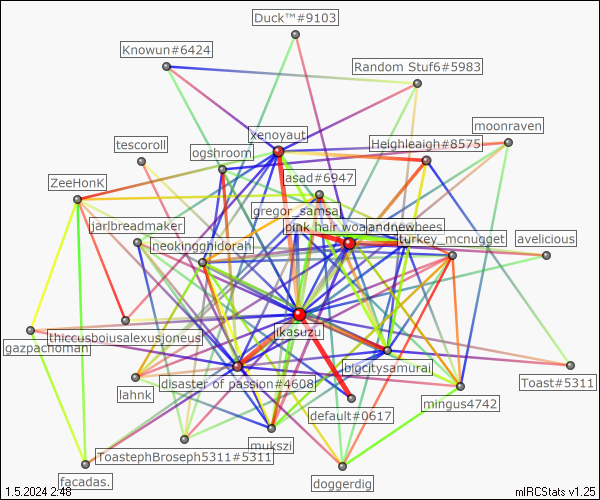 Duck™#9103
Knowun#6424
Random Stuf6#5983
moonraven
xenoyaut
tescoroll
Heighleaigh#8575
ogshroom
asad#6947
ZeeHonK
gregor_samsa
jarlbreadmaker
pink hair woa
andnewbees
neokingghidorah
turkey_mcnugget
avelicious
jikasuzu
thiccusboiusalexusjoneus
gazpachoman
bigcitysamurai
disaster of passion#4608
Toast#5311
lahnk
mingus4742
default#0617
mukszi
ToastephBroseph5311#5311
facadas.
doggerdig
1.5.2024 2:48
mIRCStats v1.25